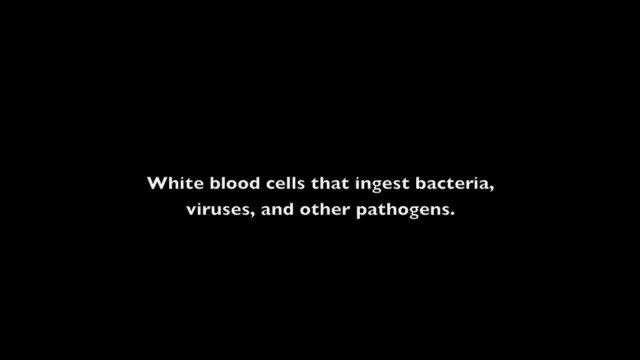 White blood cells that ingest bacteria,
viruses, and other pathogens.